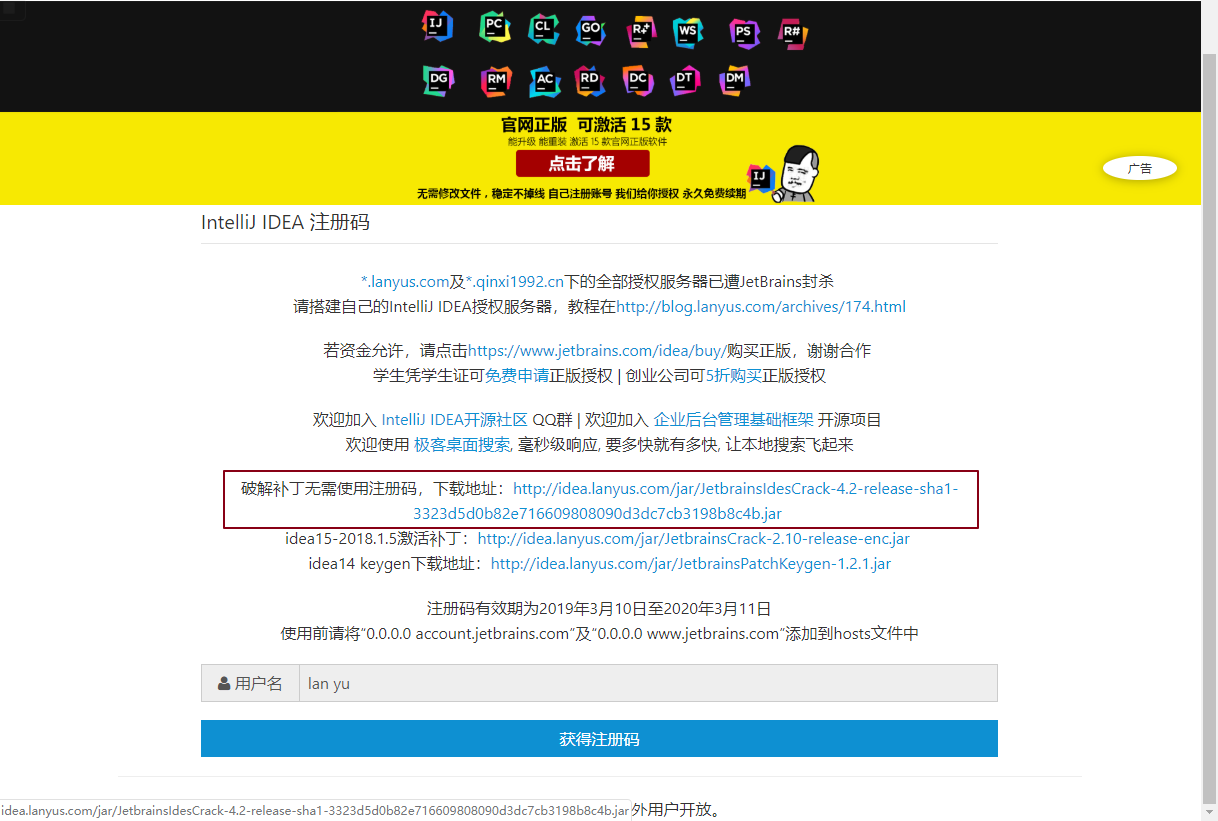 IJ PC CL GO R+ WS PS R#
DG RM AC RD DC DT DM
官网正版 可激活 15 款
能升级 能重装 激活 15 款官网正版软件
点击了解
IJ
广告
无需修改文件，稳定不掉线 自己注册账号 我们给你授权 永久免费续期
IntelliJ IDEA 注册码
*.lanyus.com及*.qinxi1992.cn下的全部授权服务器已遭JetBrains封杀
请搭建自己的IntelliJ IDEA授权服务器，教程在http://blog.lanyus.com/archives/174.html
若资金允许，请点击https://www.jetbrains.com/idea/buy/购买正版，谢谢合作
学生凭学生证可免费申请正版授权 | 创业公司可5折购买正版授权
欢迎加入 IntelliJ IDEA开源社区 QQ群 | 欢迎加入 企业后台管理基础框架 开源项目
欢迎使用 极客桌面搜索, 毫秒级响应, 要多快就有多快, 让本地搜索飞起来
破解补丁无需使用注册码，下载地址：http://idea.lanyus.com/jar/JetbrainsIdesCrack-4.2-release-sha1-
3323d5d0b82e716609808090d3dc7cb3198b8c4b.jar
idea15-2018.1.5激活补丁：http://idea.lanyus.com/jar/JetbrainsCrack-2.10-release-enc.jar
idea14 keygen下载地址：http://idea.lanyus.com/jar/JetbrainsPatchKeygen-1.2.1.jar
注册码有效期为2019年3月10日至2020年3月11日
使用前请将“0.0.0.0 account.jetbrains.com”及“0.0.0.0 www.jetbrains.com”添加到hosts文件中
用户名 lan yu
获得注册码
idea.lanyus.com/jar/JetbrainsIdesCrack-4.2-release-sha1-3323d5d0b82e716609808090d3dc7cb3198b8c4b.jar 外用户开放。